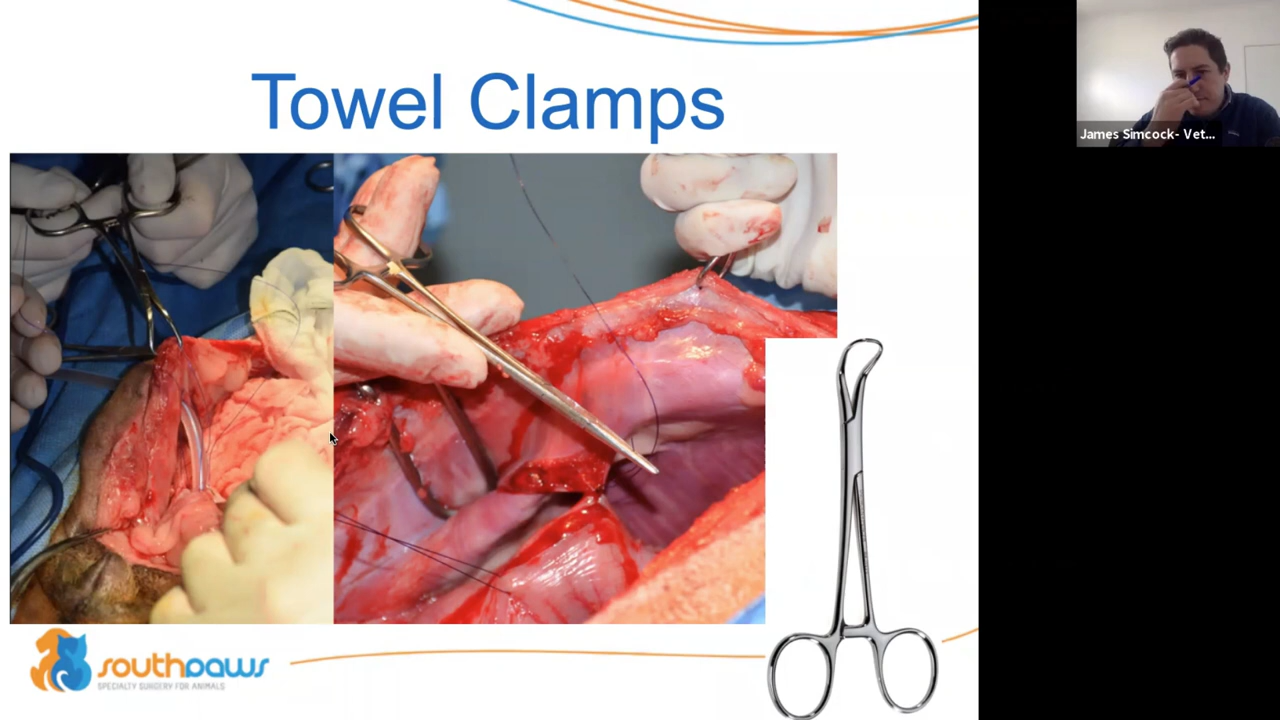 Towel Clamps
James Simcock- Vet...
southpaws
SPECIALTY SURGERY FOR ANIMALS